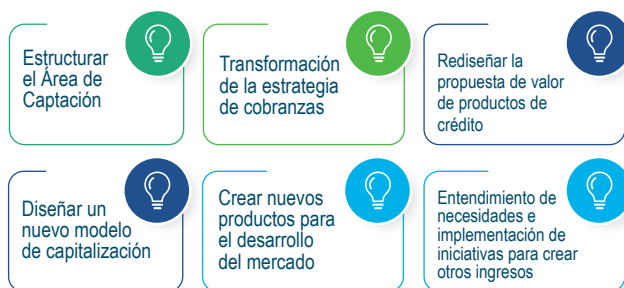 Estructurar
el Área de
Captación
Transformación
de la estrategia
de cobranzas
Rediseñar la
propuesta de valor
de productos de
crédito
Diseñar un
nuevo modelo
de capitalización
Crear nuevos
productos para
el desarrollo
del mercado
Entendimiento de
necesidades e
implementación de
iniciativas para crear
otros ingresos